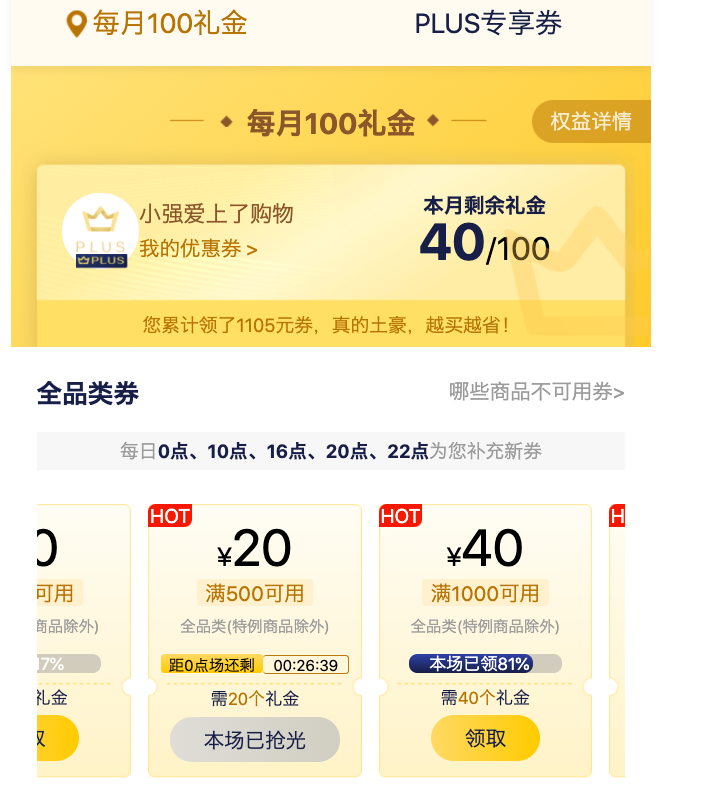 每月100礼金
PLUS专享券
每月100礼金
权益详情
小强爱上了购物
本月剩余礼金
PLUS
PLUS
我的优惠券 >
40/100
您累计领了1105元券，真的土豪，越买越省！
全品类券
哪些商品不可用券>
每日0点、10点、16点、20点、22点为您补充新券
0
可用
商品除外)
17%
礼金
HOT
¥20
满500可用
全品类(特例商品除外)
距0点场还剩 00:26:39
需20个礼金
本场已抢光
HOT
¥40
满1000可用
全品类(特例商品除外)
本场已领81%
需40个礼金
领取
H